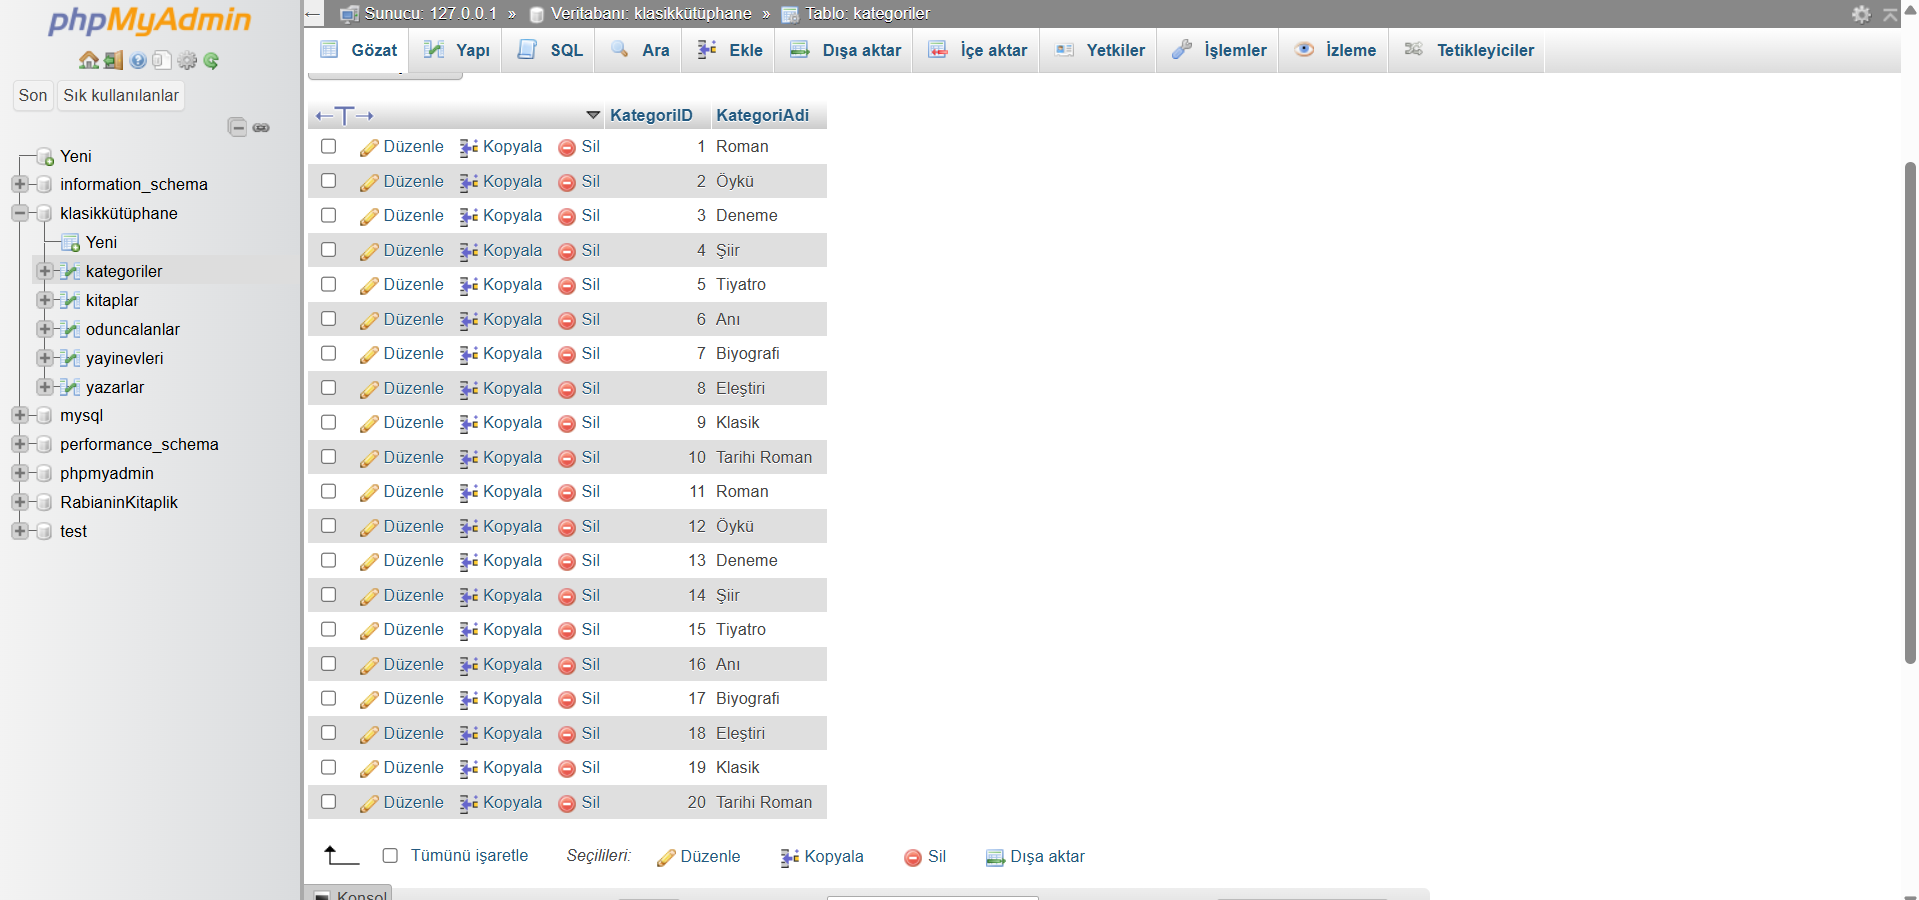 phpMyAdmin
Son Sık kullanılanlar
Yeni
information_schema
klasikkütüphane
Yeni
kategoriler
kitaplar
oduncalanlar
yayinevleri
yazarlar
mysql
performance_schema
phpmyadmin
RabianinKitaplik
test
Sunucu: 127.0.0.1 » Veritabanı: klasikkütüphane » Tablo: kategoriler
Gözat Yapı SQL Ara Ekle Dışa aktar İçe aktar Yetkiler İşlemler İzleme Tetikleyiciler
←T→ KategoriID KategoriAdi
Düzenle Kopyala Sil 1 Roman
Düzenle Kopyala Sil 2 Öykü
Düzenle Kopyala Sil 3 Deneme
Düzenle Kopyala Sil 4 Şiir
Düzenle Kopyala Sil 5 Tiyatro
Düzenle Kopyala Sil 6 Anı
Düzenle Kopyala Sil 7 Biyografi
Düzenle Kopyala Sil 8 Eleştiri
Düzenle Kopyala Sil 9 Klasik
Düzenle Kopyala Sil 10 Tarihi Roman
Düzenle Kopyala Sil 11 Roman
Düzenle Kopyala Sil 12 Öykü
Düzenle Kopyala Sil 13 Deneme
Düzenle Kopyala Sil 14 Şiir
Düzenle Kopyala Sil 15 Tiyatro
Düzenle Kopyala Sil 16 Anı
Düzenle Kopyala Sil 17 Biyografi
Düzenle Kopyala Sil 18 Eleştiri
Düzenle Kopyala Sil 19 Klasik
Düzenle Kopyala Sil 20 Tarihi Roman
Tümünü işaretle Seçilileri: Düzenle Kopyala Sil Dışa aktar
Konsol